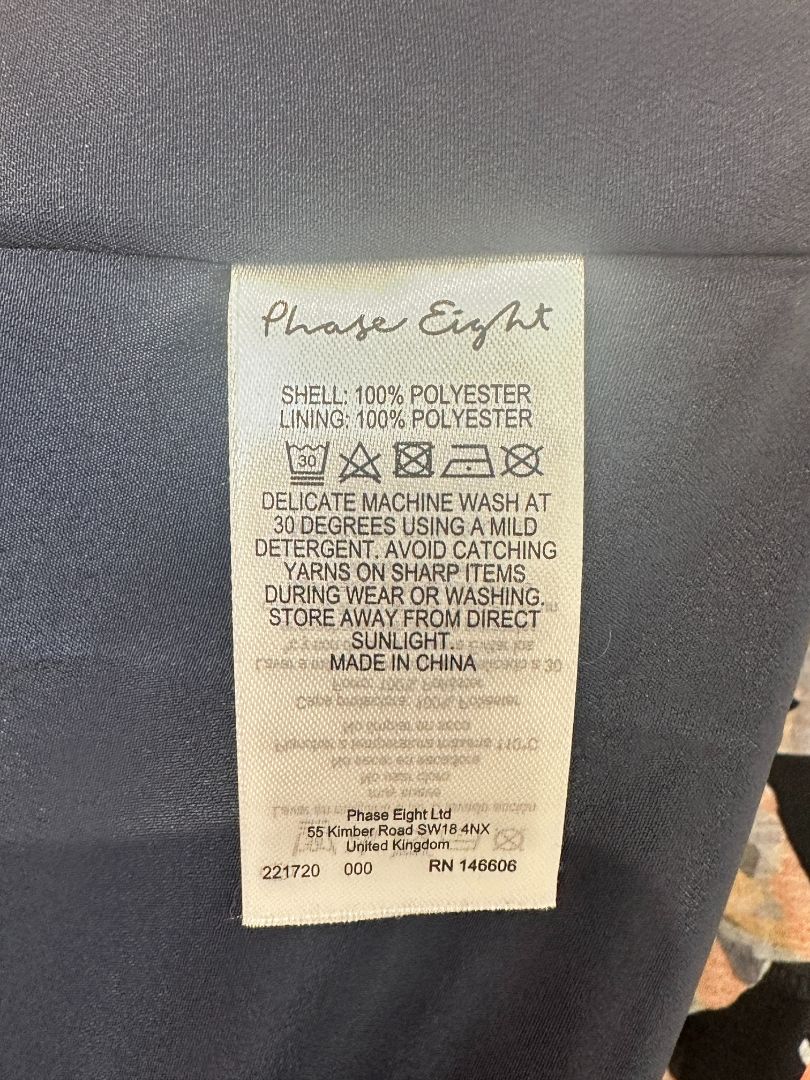 Phase Eight
SHELL: 100% POLYESTER
LINING: 100% POLYESTER
30
DELICATE MACHINE WASH AT
30 DEGREES USING A MILD
DETERGENT. AVOID CATCHING
YARNS ON SHARP ITEMS
DURING WEAR OR WASHING.
STORE AWAY FROM DIRECT
SUNLIGHT.
MADE IN CHINA
Phase Eight Ltd
55 Kimber Road SW18 4NX
United Kingdom
221720 000 RN 146606